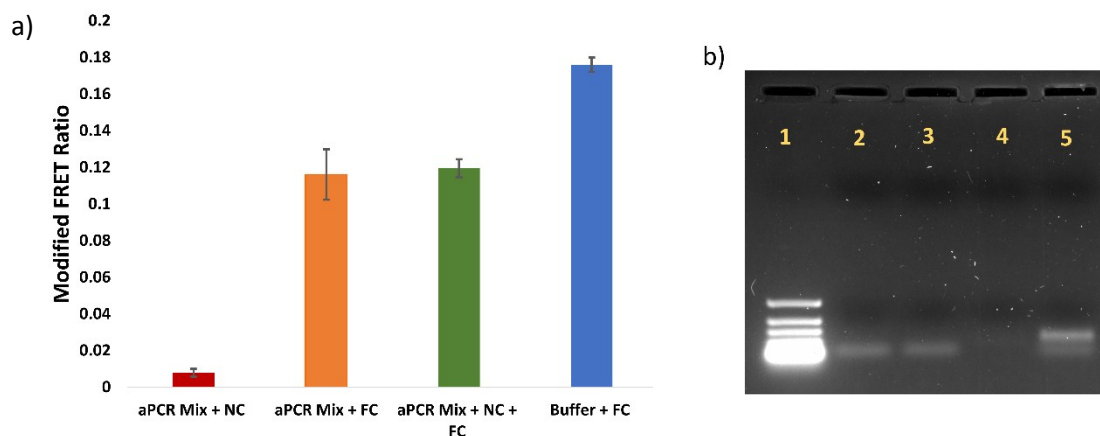 a)
Modified FRET Ratio
0.2
0.18
0.16
0.14
0.12
0.1
0.08
0.06
0.04
0.02
0
aPCR Mix + NC
aPCR Mix + FC
aPCR Mix + NC +
FC
Buffer + FC
b)
1
2
3
4
5